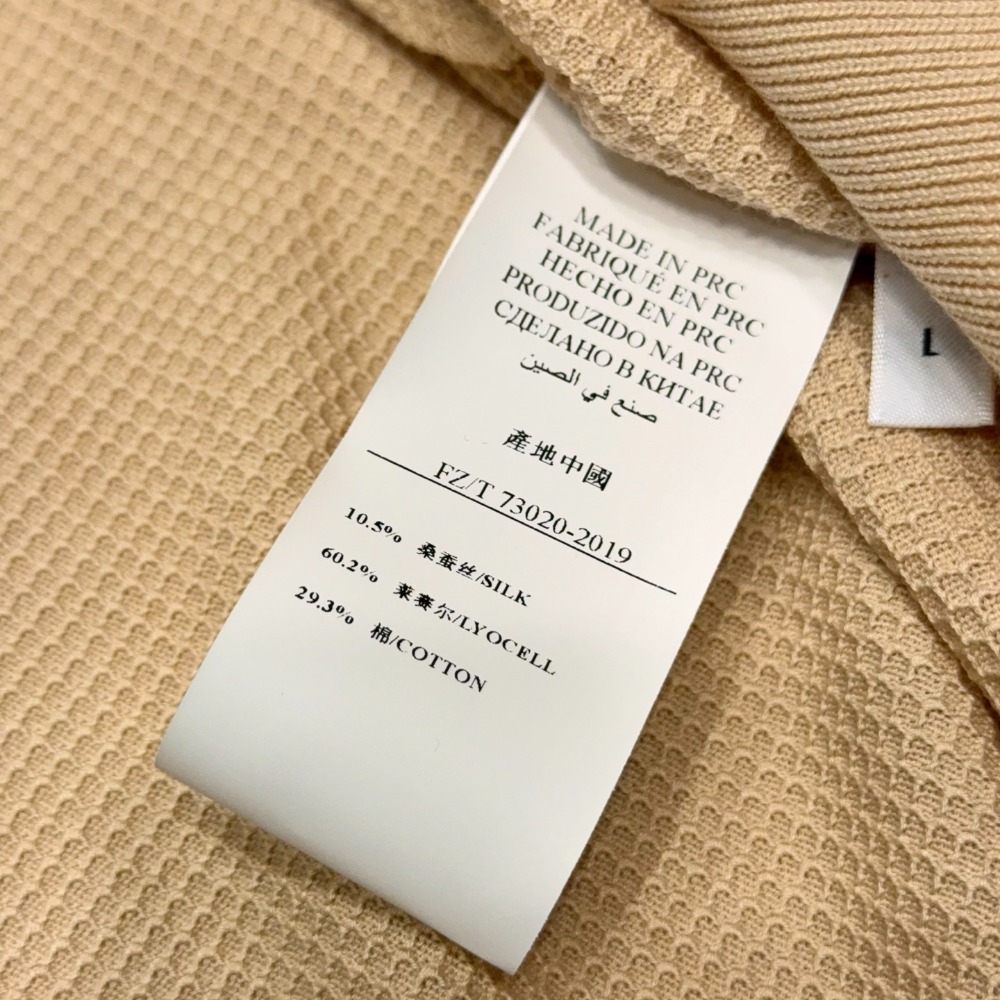 MADE IN PRC
FABRIQUÉ EN PRC
HECHO EN PRC
PRODUZIDO NA PRC
СДЕЛАНО В КИТАЕ
صنع في الصين
產地中國
FZ/T 73020-2019
10.5% 桑蚕丝/SILK
60.2% 莱赛尔/LYOCELL
29.3% 棉/COTTON
L